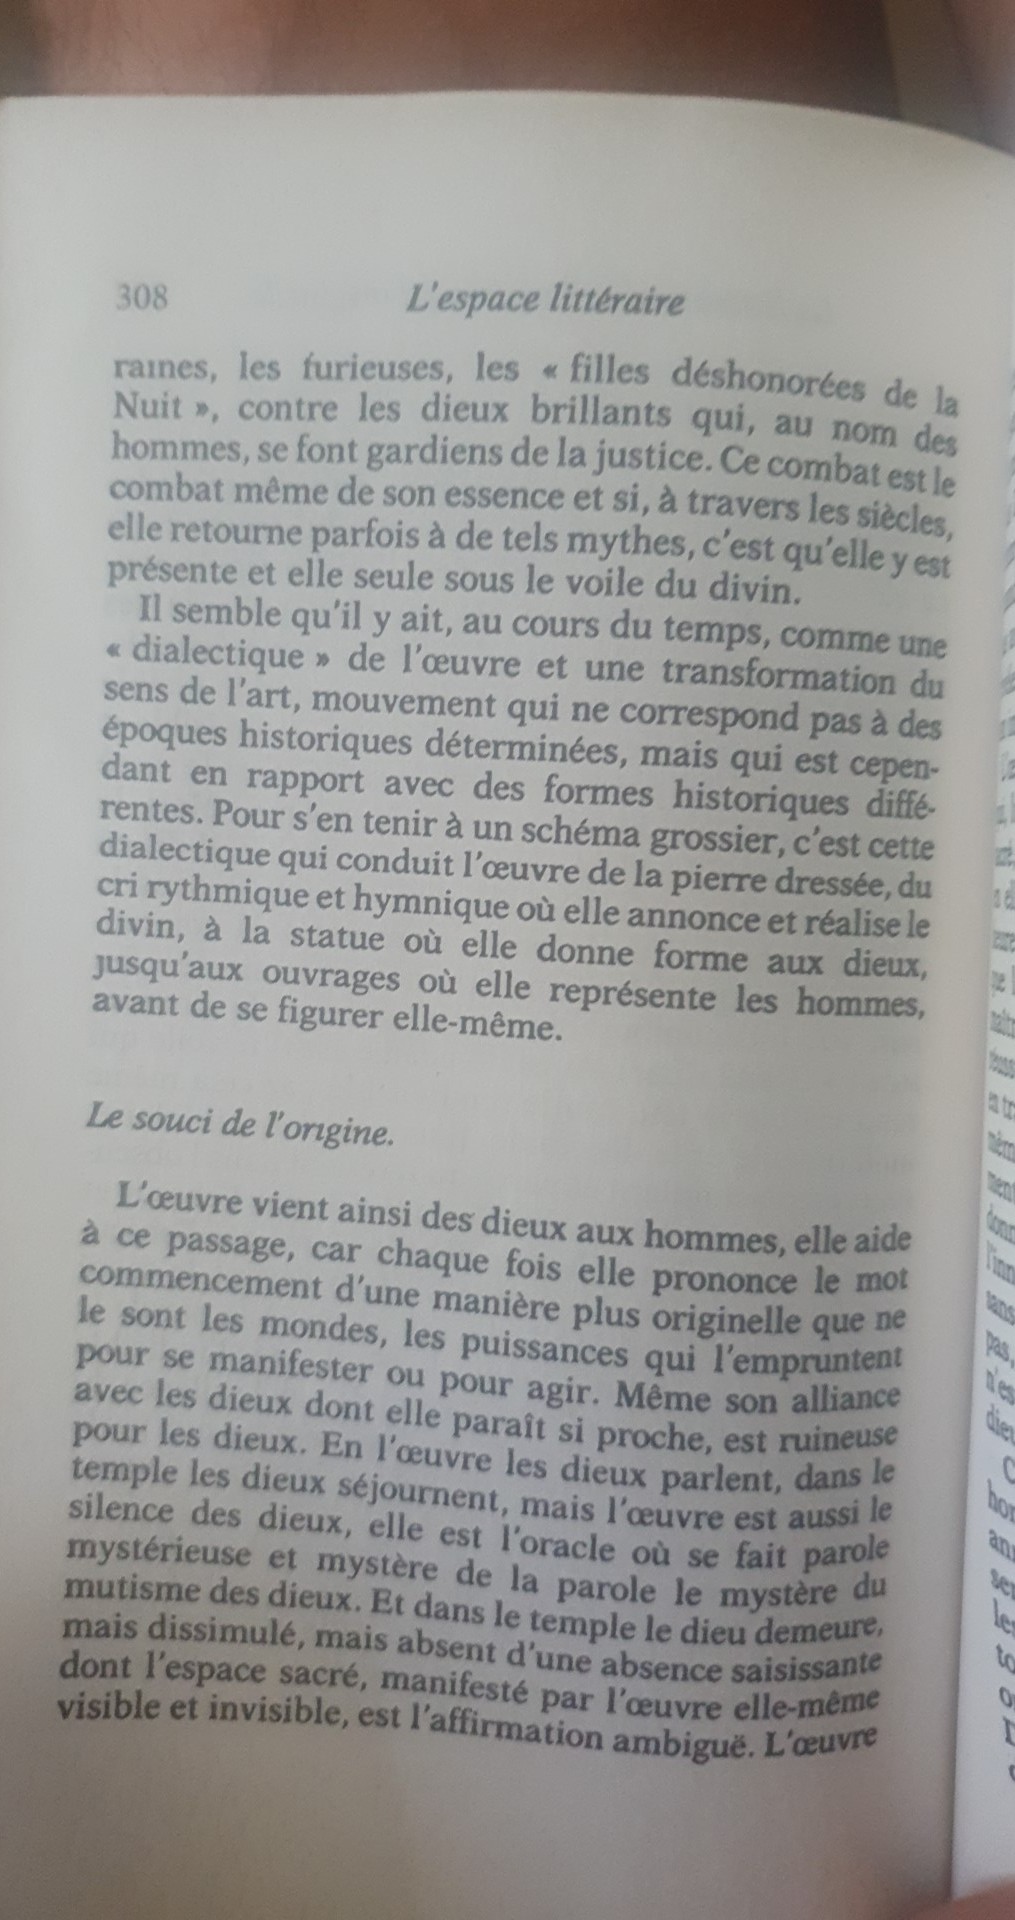 308 L'espace littéraire
raines, les furieuses, les « filles déshonorées de la
Nuit », contre les dieux brillants qui, au nom des
hommes, se font gardiens de la justice. Ce combat est le
combat même de son essence et si, à travers les siècles,
elle retourne parfois à de tels mythes, c'est qu'elle y est
présente et elle seule sous le voile du divin.
Il semble qu'il y ait, au cours du temps, comme une
« dialectique » de l'œuvre et une transformation du
sens de l'art, mouvement qui ne correspond pas à des
époques historiques déterminées, mais qui est cepen-
dant en rapport avec des formes historiques diffé-
rentes. Pour s'en tenir à un schéma grossier, c'est cette
dialectique qui conduit l'œuvre de la pierre dressée, du
cri rythmique et hymnique où elle annonce et réalise le
divin, à la statue où elle donne forme aux dieux,
jusqu'aux ouvrages où elle représente les hommes,
avant de se figurer elle-même.
Le souci de l'origine.
L'œuvre vient ainsi des dieux aux hommes, elle aide
à ce passage, car chaque fois elle prononce le mot
commencement d'une manière plus originelle que ne
le sont les mondes, les puissances qui l'empruntent
pour se manifester ou pour agir. Même son alliance
avec les dieux dont elle paraît si proche, est ruineuse
pour les dieux. En l'œuvre les dieux parlent, dans le
temple les dieux séjournent, mais l'œuvre est aussi le
silence des dieux, elle est l'oracle où se fait parole
mystérieuse et mystère de la parole le mystère du
mutisme des dieux. Et dans le temple le dieu demeure,
mais dissimulé, mais absent d'une absence saisissante
dont l'espace sacré, manifesté par l'œuvre elle-même
visible et invisible, est l'affirmation ambiguë. L'œuvre